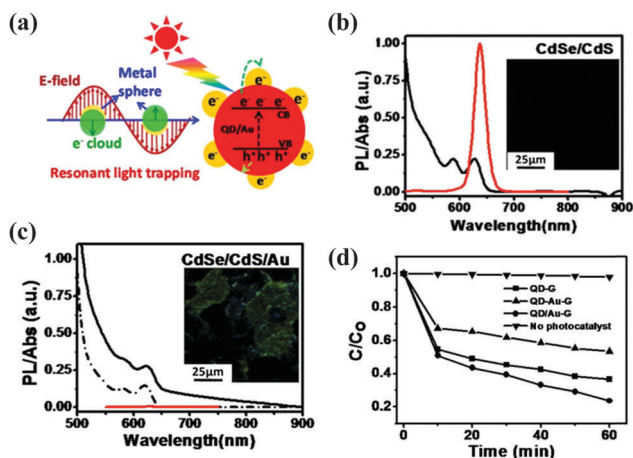 (a)
E-field
Metal
sphere
e⁻ cloud
Resonant light trapping
e⁻
e⁻
e⁻ e⁻ e⁻
CB
QD/Au
VB
h⁺ h⁺ h⁺
e⁻
e⁻
e⁻
e⁻
(b)
PL/Abs (a.u.)
1.00
0.75
0.50
0.25
0.00
CdSe/CdS
25μm
500 600 700 800 900
Wavelength(nm)
(c)
PL/Abs (a.u.)
1.00
0.75
0.50
0.25
0.00
CdSe/CdS/Au
25μm
500 600 700 800 900
Wavelength(nm)
(d)
C/Co
1.0
0.8
0.6
0.4
0.2
QD-G
QD-Au-G
QD/Au-G
No photocatalyst
0 10 20 30 40 50 60
Time (min)